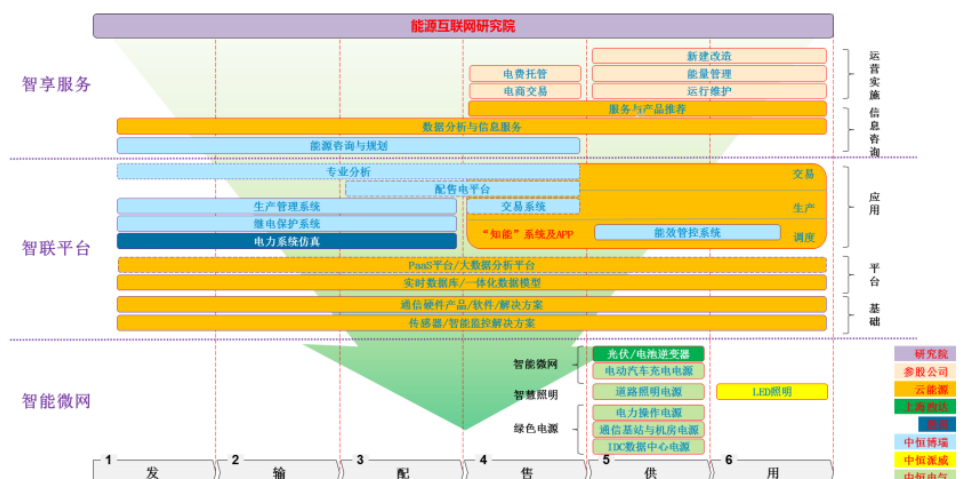 能源互联网研究院
智享服务
新建改造
电费托管
能量管理
电商交易
运行维护
运营实施
服务与产品推荐
数据分析与信息服务
能源咨询与规划
信息咨询
智联平台
专业分析
交易
配售电平台
生产管理系统
交易系统
生产
继电保护系统
电力系统仿真
“知能”系统及APP
能效管控系统
调度
应用
PaaS平台/大数据分析平台
实时数据库/一体化数据模型
平台
通信硬件产品/软件/解决方案
传感器/智能监控解决方案
基础
智能微网
智能微网
光伏/电池逆变器
电动汽车充电电源
智慧照明
道路照明电源
LED照明
绿色电源
电力操作电源
通信基站与机房电源
IDC数据中心电源
研究院
参股公司
云能源
中恒博瑞
中恒派威
中恒电气
1 发
2 输
3 配
4 售
5 供
6 用